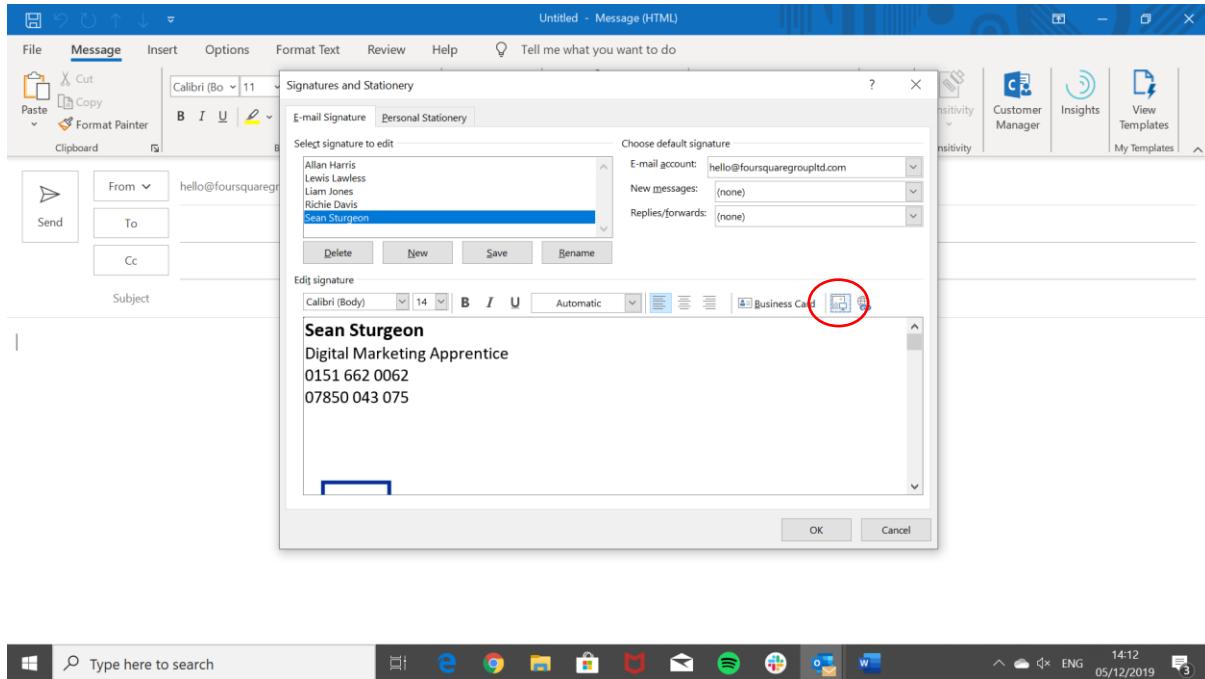 Untitled - Message (HTML)
File Message Insert Options Format Text Review Help Tell me what you want to do
Paste
Cut
Copy
Format Painter
Clipboard
Calibri (Bo 11
B I U
Customer Manager
Insights
View Templates
My Templates
Send
From hello@foursquaregr
To
Cc
Subject
Signatures and Stationery ?
E-mail Signature Personal Stationery
Select signature to edit
Allan Harris
Lewis Lawless
Liam Jones
Richie Davis
Sean Sturgeon
Delete New Save Rename
Choose default signature
E-mail account: hello@foursquaregroupltd.com
New messages: (none)
Replies/forwards: (none)
Edit signature
Calibri (Body) 14 B I U Automatic Business Card
Sean Sturgeon
Digital Marketing Apprentice
0151 662 0062
07850 043 075
OK Cancel
Type here to search
ENG
14:12
05/12/2019
3